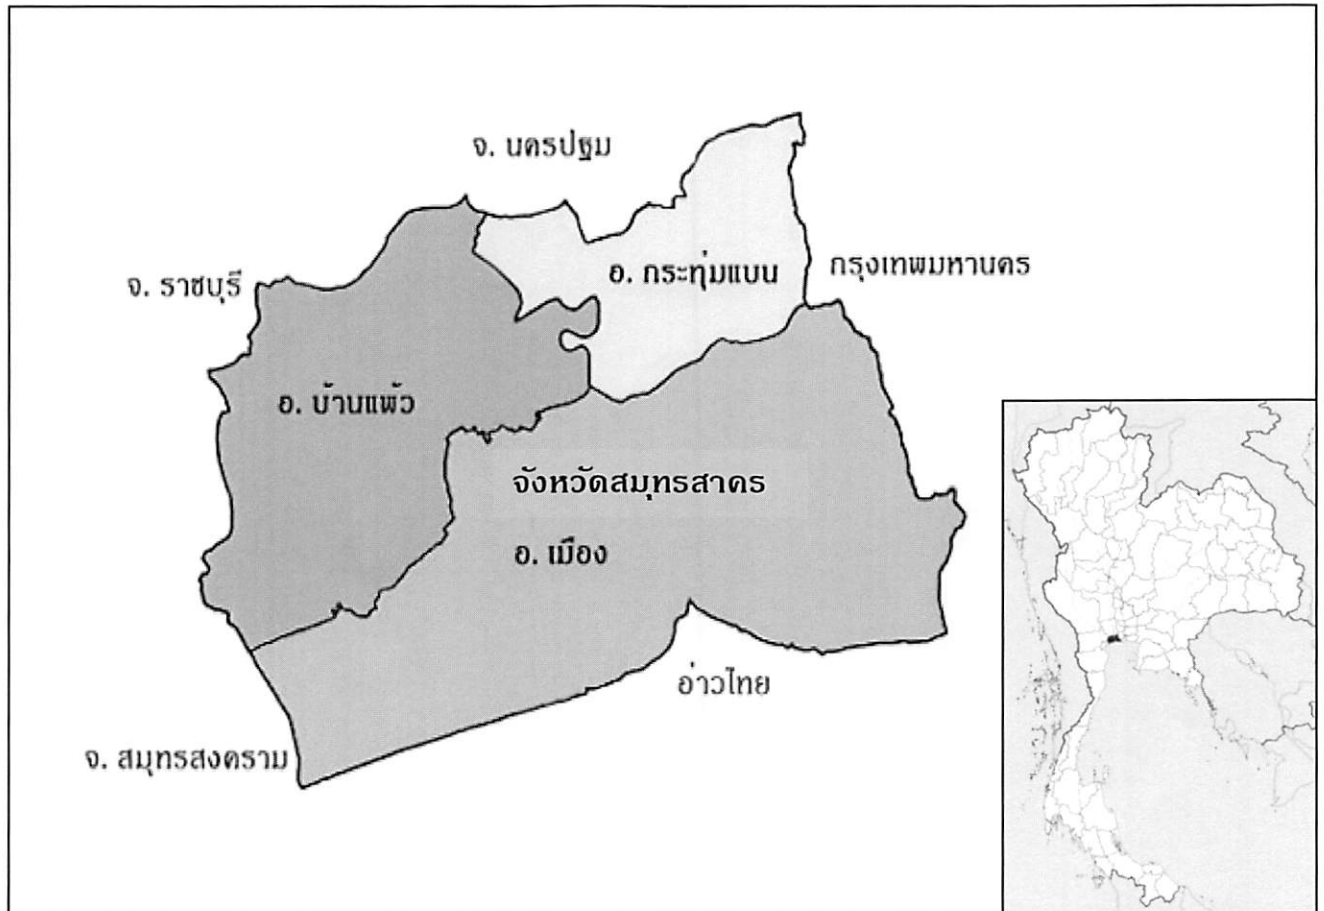 จ. นครปฐม
จ. ราชบุรี
อ. กระทุ่มแบน
กรุงเทพมหานคร
อ. บ้านแพ้ว
จังหวัดสมุทรสาคร
อ. เมือง
อ่าวไทย
จ. สมุทรสงคราม